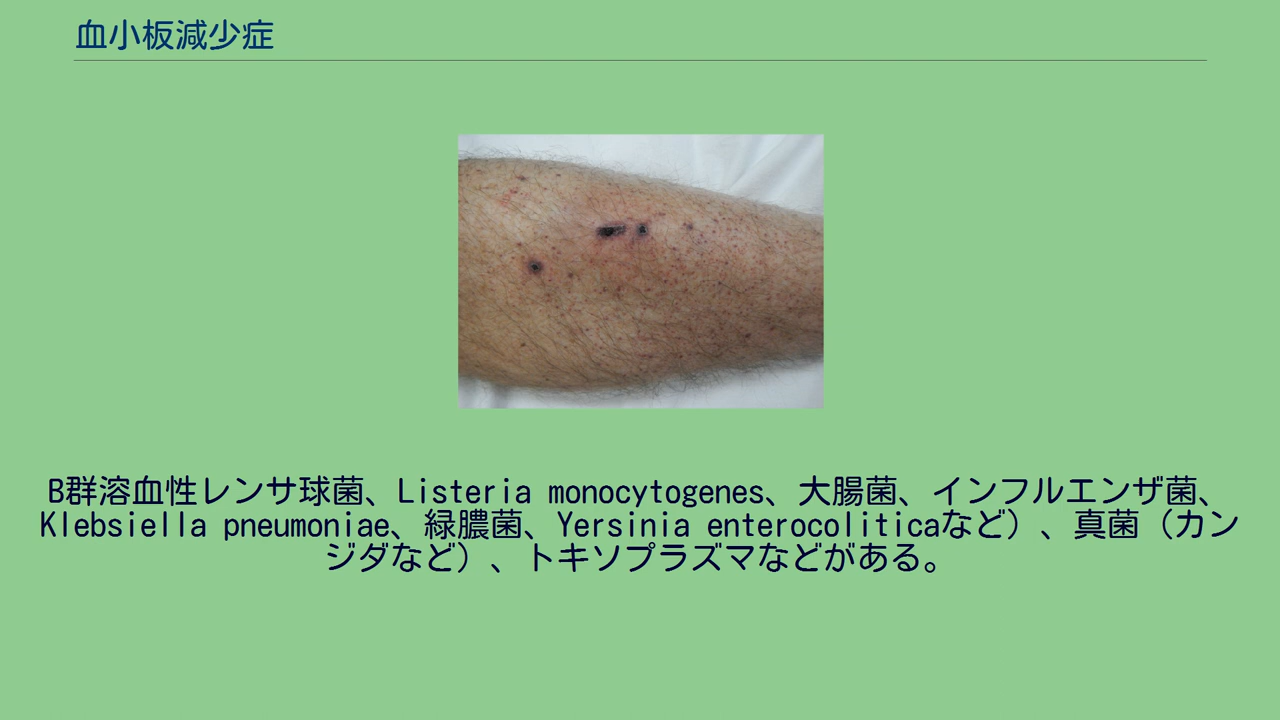 血小板減少症
B群溶血性レンサ球菌、Listeria monocytogenes、大腸菌、インフルエンザ菌、
Klebsiella pneumoniae、緑膿菌、Yersinia enterocoliticaなど）、真菌（カン
ジダなど）、トキソプラズマなどがある。